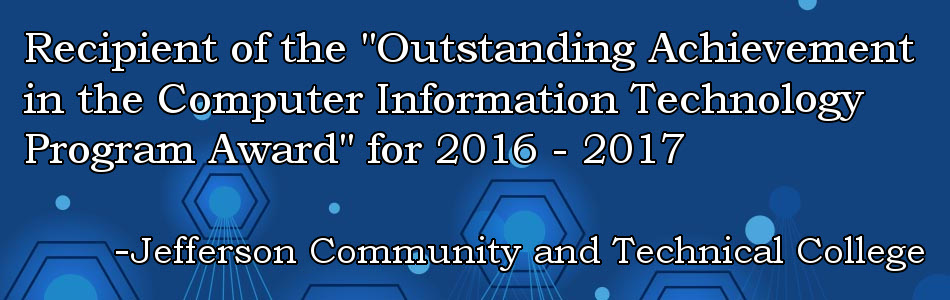 Recipient of the "Outstanding Achievement
in the Computer Information Technology
Program Award" for 2016 - 2017
-Jefferson Community and Technical College